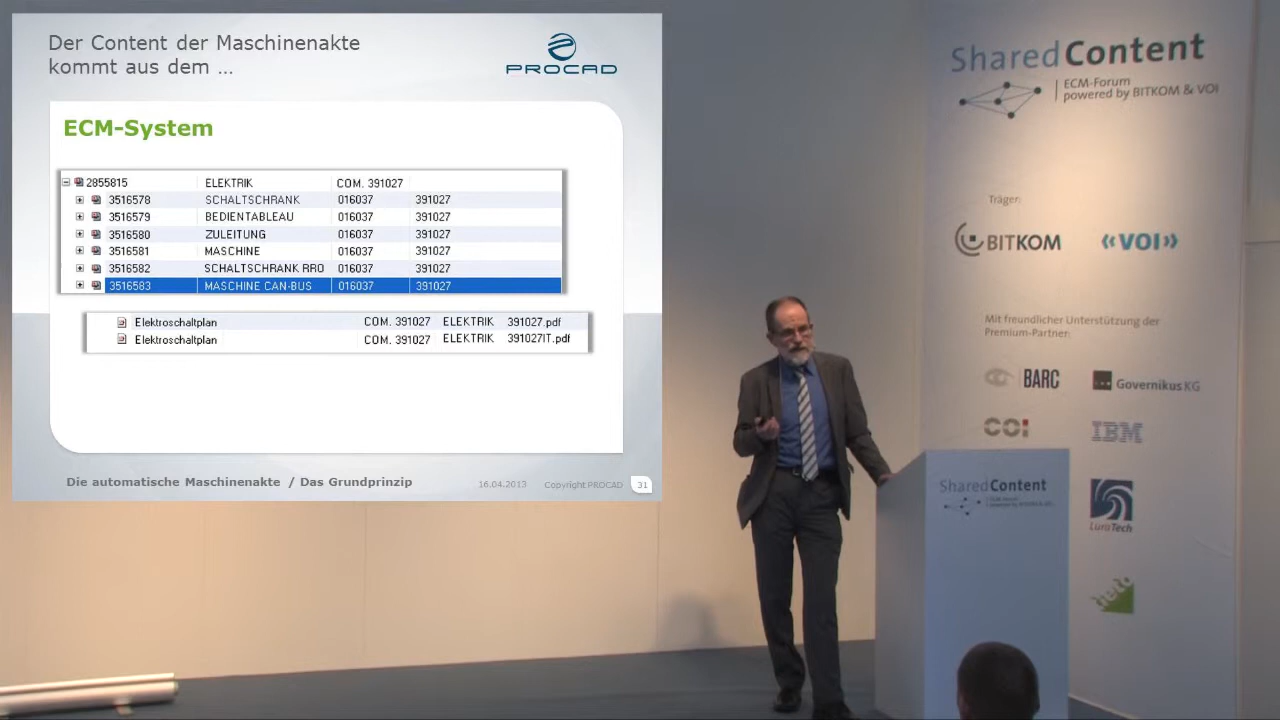 Der Content der Maschinenakte
kommt aus dem ...
PROCAD
ECM-System
2855815 ELEKTRIK COM. 391027
3516578 SCHALTSCHRANK 016037 391027
3516579 BEDIENTABLEAU 016037 391027
3516580 ZULEITUNG 016037 391027
3516581 MASCHINE 016037 391027
3516582 SCHALTSCHRANK RRO 016037 391027
3516583 MASCHINE CAN-BUS 016037 391027
Elektroschaltplan COM. 391027 ELEKTRIK 391027.pdf
Elektroschaltplan COM. 391027 ELEKTRIK 391027IT.pdf
Die automatische Maschinenakte / Das Grundprinzip
16.04.2013 Copyright PROCAD 31
SharedContent
ECM-Forum
powered by BITKOM & VOI
Träger:
BITKOM «VOI»
Mit freundlicher Unterstützung der
Premium-Partner:
BARC Governikus KG
COI IBM
LuraTech
SharedContent